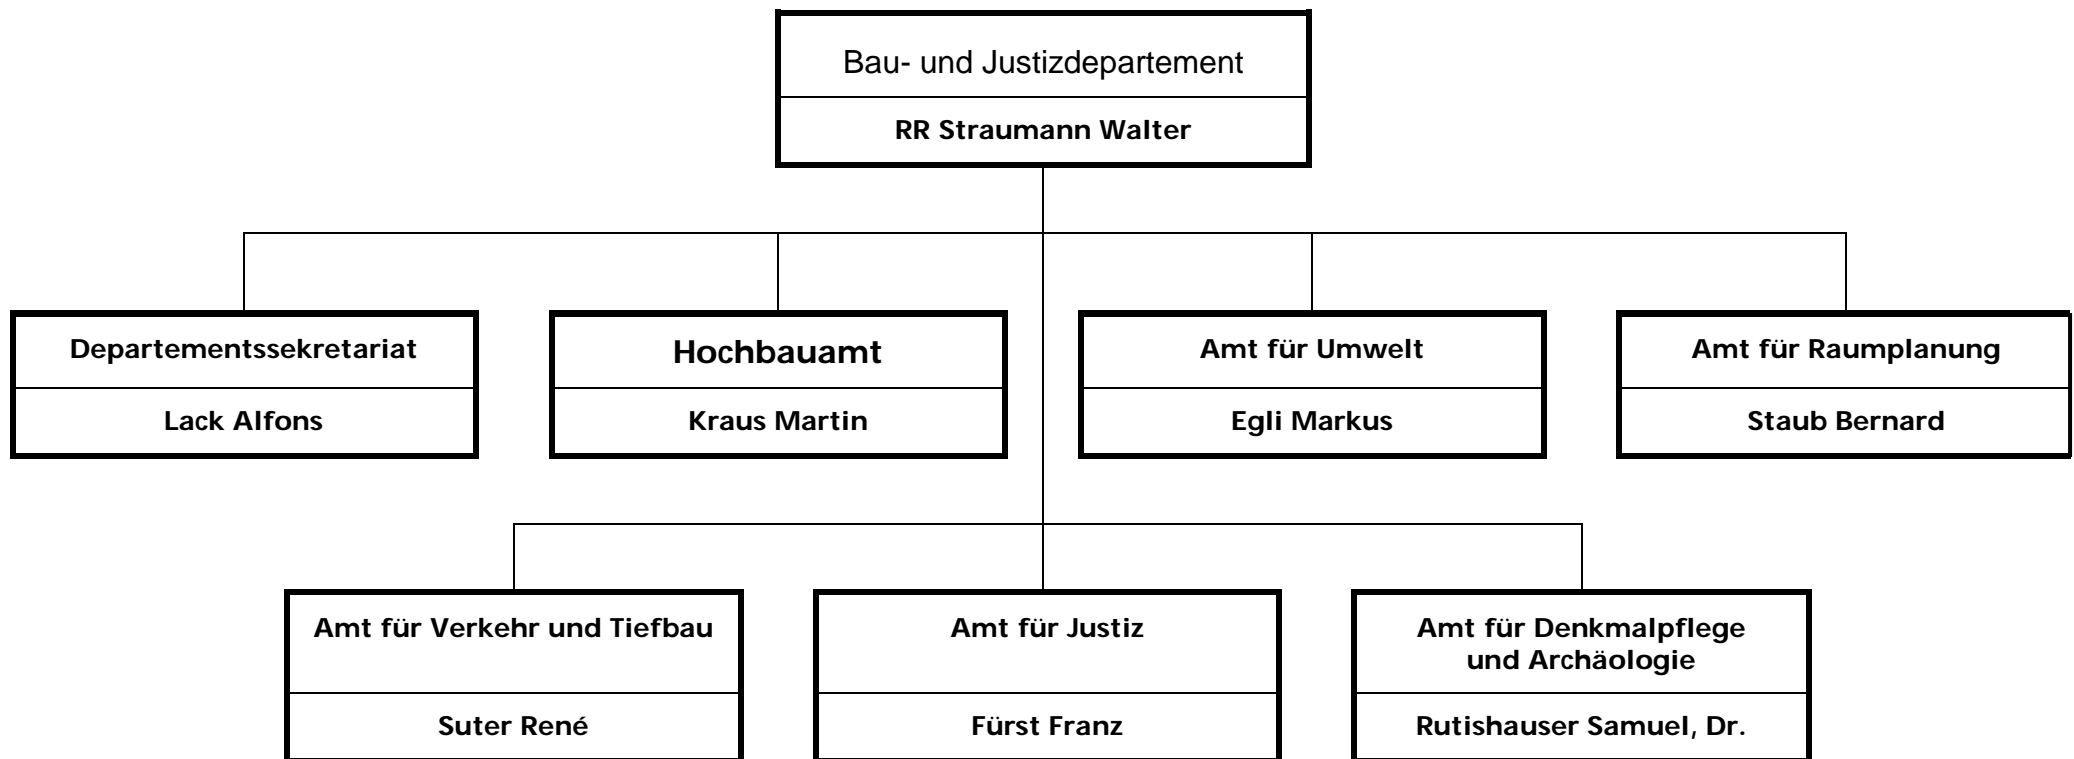 Bau- und Justizdepartement
RR Straumann Walter
Departementssekretariat
Lack Alfons
Hochbauamt
Kraus Martin
Amt für Umwelt
Egli Markus
Amt für Raumplanung
Staub Bernard
Amt für Verkehr und Tiefbau
Suter René
Amt für Justiz
Fürst Franz
Amt für Denkmalpflege
und Archäologie
Rutishauser Samuel, Dr.